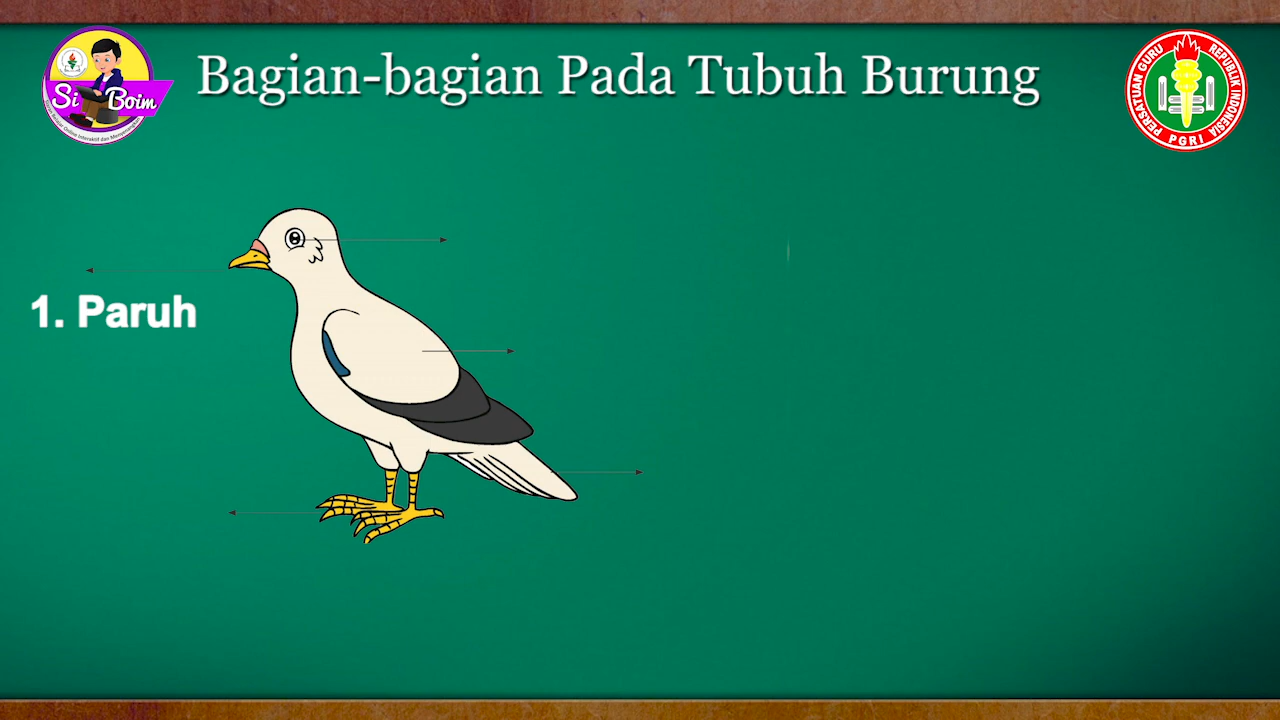 Bagian-bagian Pada Tubuh Burung
Si Boim
PERSATUAN GURU REPUBLIK INDONESIA
PGRI
1. Paruh